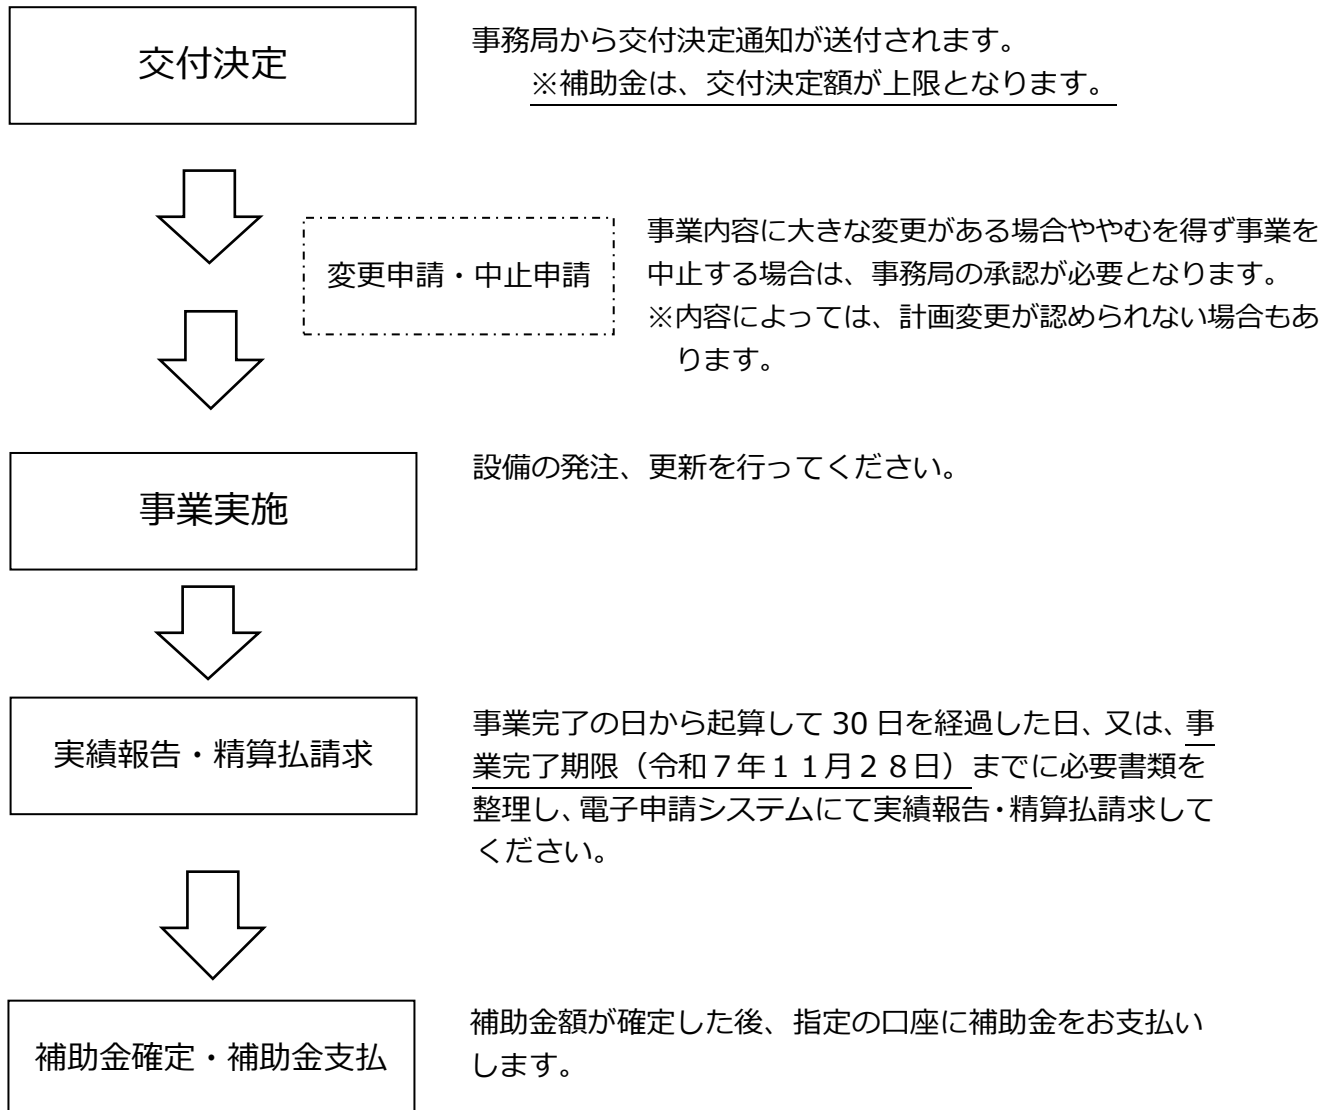 交付決定
事務局から交付決定通知が送付されます。
※補助金は、交付決定額が上限となります。
変更申請・中止申請
事業内容に大きな変更がある場合ややむを得ず事業を
中止する場合は、事務局の承認が必要となります。
※内容によっては、計画変更が認められない場合もあ
ります。
事業実施
設備の発注、更新を行ってください。
実績報告・精算払請求
事業完了の日から起算して 30 日を経過した日、又は、事
業完了期限（令和７年１１月２８日）までに必要書類を
整理し、電子申請システムにて実績報告・精算払請求して
ください。
補助金確定・補助金支払
補助金額が確定した後、指定の口座に補助金をお支払い
します。